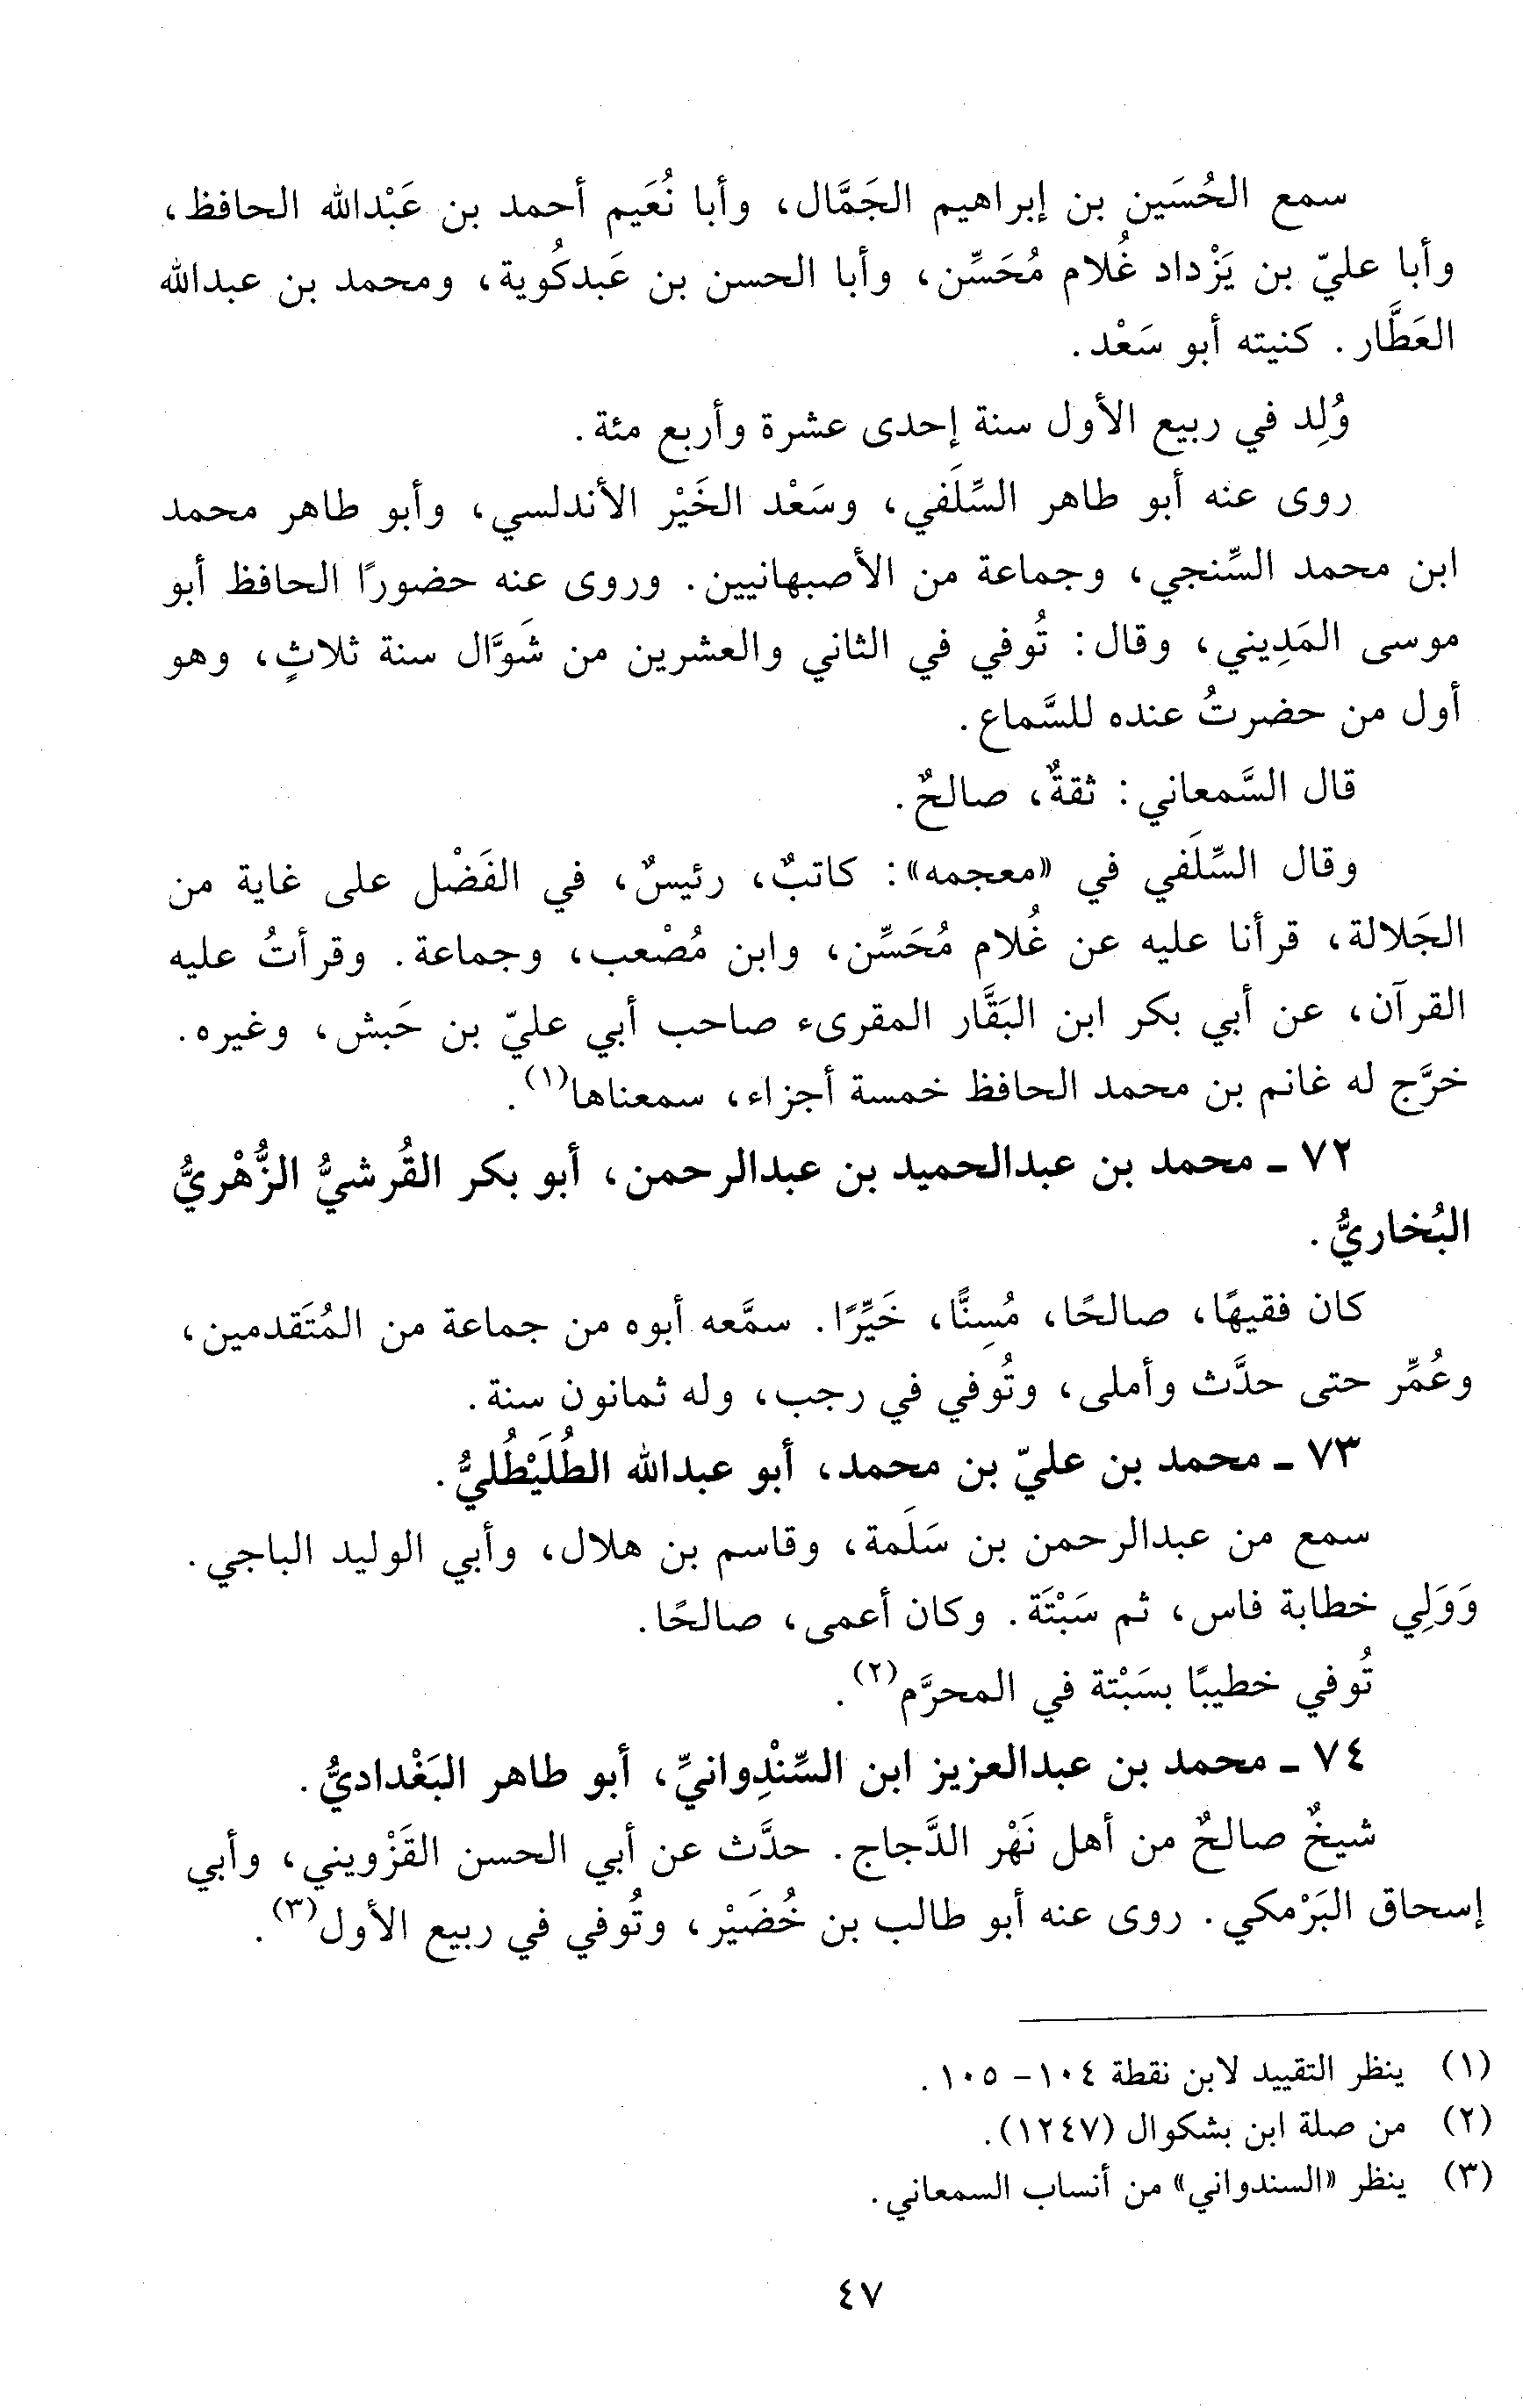 سمع الحُسَين بن إبراهيم الجَمَّال، وأبا نُعَيم أحمد بن عَبْدالله الحافظ،
وأبا عليّ بن يَزْداد غُلام مُحَسِّن، وأبا الحسن بن عَبدكُوية، ومحمد بن عبدالله
العَطَّار. كنيته أبو سَعْد.
وُلِد في ربيع الأول سنة إحدى عشرة وأربع مئة.
روى عنه أبو طاهر السِّلَفي، وسَعْد الخَيْر الأندلسي، وأبو طاهر محمد
ابن محمد السِّنجي، وجماعة من الأصبهانيين. وروى عنه حضورًا الحافظ أبو
موسى المَدِيني، وقال: تُوفي في الثاني والعشرين من شَوَّال سنة ثلاثٍ، وهو
أول من حضرتُ عنده للسَّماع.
قال السَّمعاني: ثقةٌ، صالحٌ.
وقال السِّلَفي في «معجمه»: كاتبٌ، رئيسٌ، في الفَضْل على غاية من
الجَلالة، قرأنا عليه عن غُلام مُحَسِّن، وابن مُصْعب، وجماعة. وقرأتُ عليه
القرآن، عن أبي بكر ابن البَقَّار المقرىء صاحب أبي عليّ بن حَبش، وغيره.
خرَّج له غانم بن محمد الحافظ خمسة أجزاء، سمعناها(١).
٧٢ ـ محمد بن عبدالحميد بن عبدالرحمن، أبو بكر القُرشيُّ الزُّهْريُّ
البُخاريُّ.
كان فقيهًا، صالحًا، مُسِنًّا، خَيِّرًا. سمَّعه أبوه من جماعة من المُتَقدمين،
وعُمِّر حتى حدَّث وأملى، وتُوفي في رجب، وله ثمانون سنة.
٧٣ ـ محمد بن عليّ بن محمد، أبو عبدالله الطُلَيْطُليُّ.
سمع من عبدالرحمن بن سَلَمة، وقاسم بن هلال، وأبي الوليد الباجي.
وَوَلِي خطابة فاس، ثم سَبْتَة. وكان أعمى، صالحًا.
تُوفي خطيبًا بسَبْتة في المحرَّم(٢).
٧٤ ـ محمد بن عبدالعزيز ابن السِّنْدِوانيِّ، أبو طاهر البَغْداديُّ.
شيخٌ صالحٌ من أهل نَهْر الدَّجاج. حدَّث عن أبي الحسن القَزْويني، وأبي
إسحاق البَرْمكي. روى عنه أبو طالب بن خُضَيْر، وتُوفي في ربيع الأول(٣).
(١) ينظر التقييد لابن نقطة ١٠٤ - ١٠٥.
(٢) من صلة ابن بشكوال (١٢٤٧).
(٣) ينظر «السندواني» من أنساب السمعاني.
٤٧